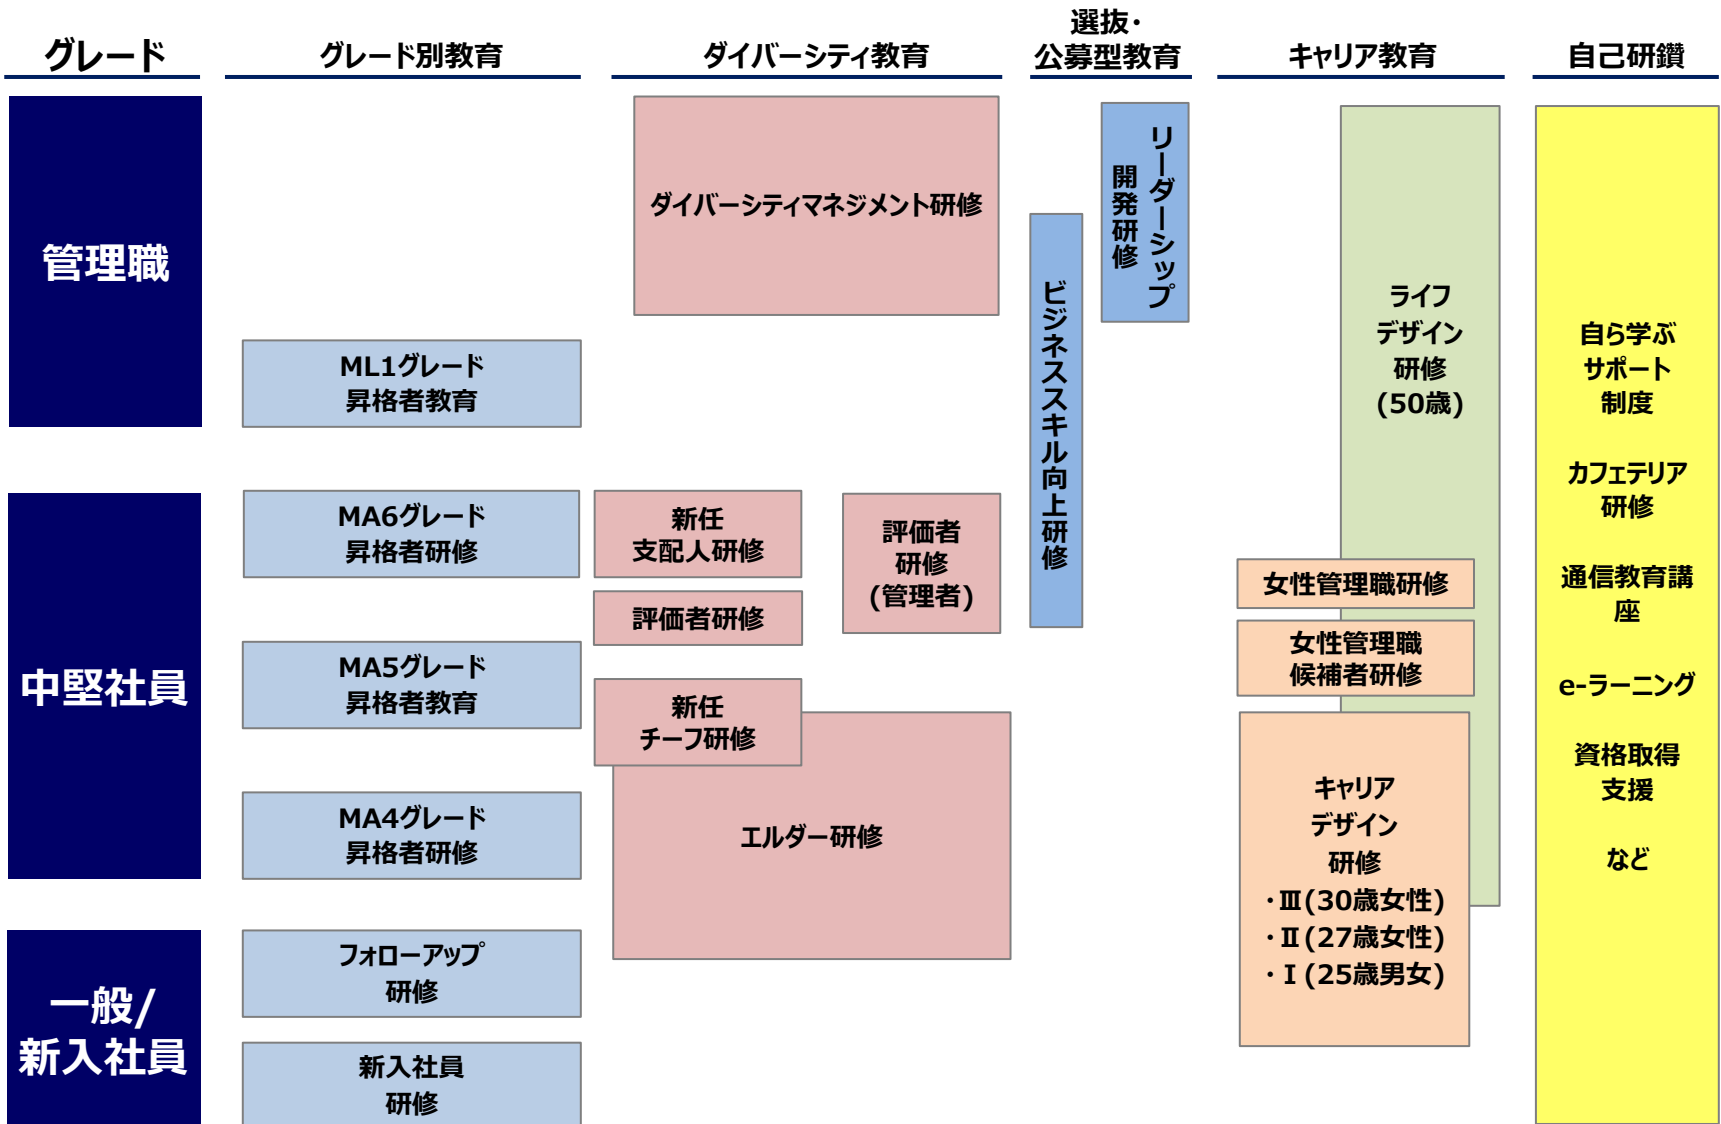 グレード
グレード別教育
ダイバーシティ教育
選抜・
公募型教育
キャリア教育
自己研鑽
管理職
ML1グレード
昇格者教育
ダイバーシティマネジメント研修
リーダーシップ
開発研修
ビジネススキル向上研修
ライフ
デザイン
研修
(50歳)
自ら学ぶ
サポート
制度
カフェテリア
研修
通信教育講
座
e-ラーニング
資格取得
支援
など
中堅社員
MA6グレード
昇格者研修
新任
支配人研修
評価者
研修
(管理者)
評価者研修
女性管理職研修
MA5グレード
昇格者教育
女性管理職
候補者研修
新任
チーフ研修
MA4グレード
昇格者研修
エルダー研修
キャリア
デザイン
研修
・Ⅲ(30歳女性)
・Ⅱ(27歳女性)
・Ⅰ(25歳男女)
一般/
新入社員
フォローアップ
研修
新入社員
研修